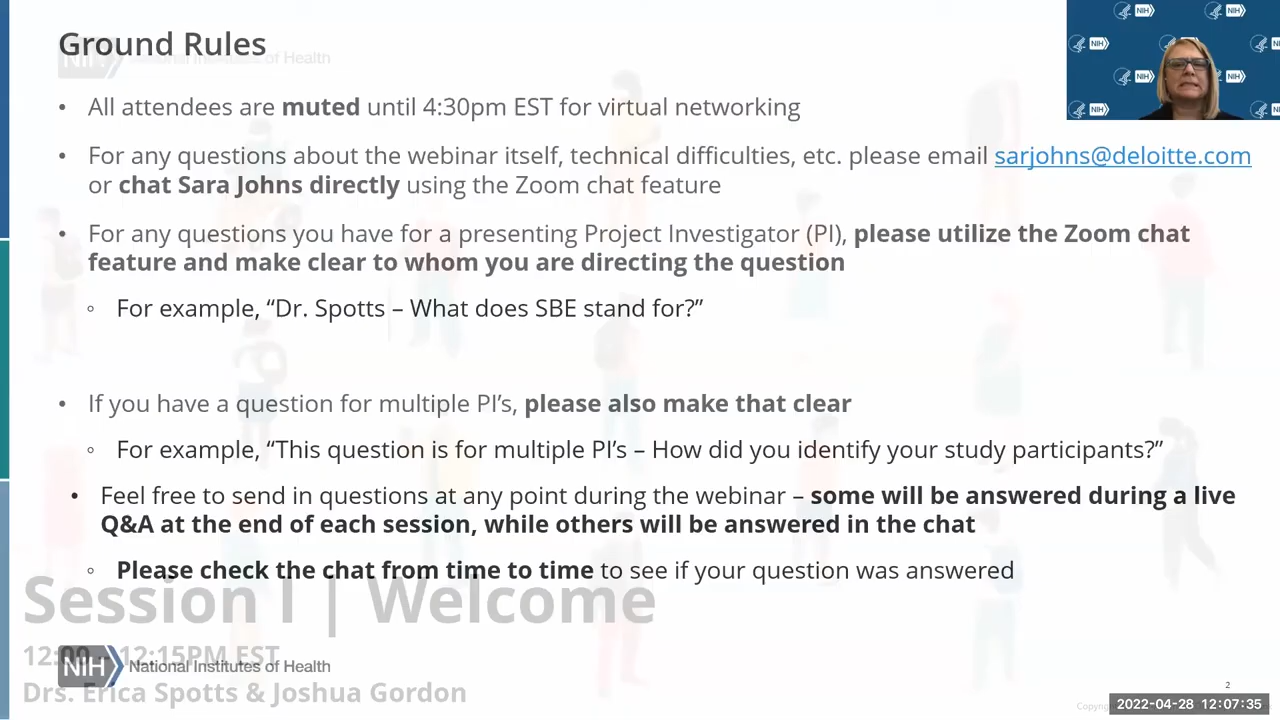 Ground Rules
NIH National Institutes of Health
• All attendees are muted until 4:30pm EST for virtual networking
• For any questions about the webinar itself, technical difficulties, etc. please email sarjohns@deloitte.com
or chat Sara Johns directly using the Zoom chat feature
• For any questions you have for a presenting Project Investigator (PI), please utilize the Zoom chat
feature and make clear to whom you are directing the question
◦ For example, “Dr. Spotts – What does SBE stand for?”
• If you have a question for multiple PI’s, please also make that clear
◦ For example, “This question is for multiple PI’s – How did you identify your study participants?”
• Feel free to send in questions at any point during the webinar – some will be answered during a live
Q&A at the end of each session, while others will be answered in the chat
◦ Please check the chat from time to time to see if your question was answered
Session I | Welcome
12:00 – 12:15PM EST
NIH National Institutes of Health
Drs. Erica Spotts & Joshua Gordon
2
2022-04-28 12:07:35
NIH NIH
NIH NIH
NIH NIH
NIH NIH